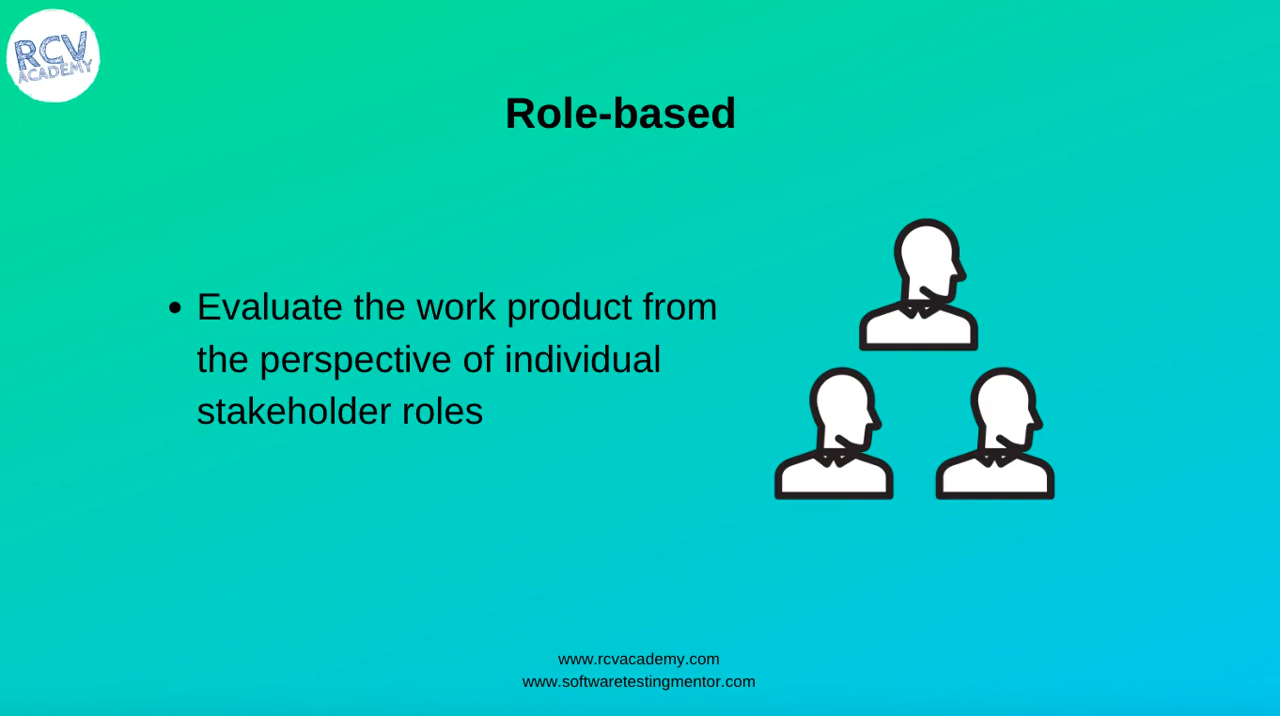 RCV
ACADEMY
Role-based
• Evaluate the work product from
the perspective of individual
stakeholder roles
www.rcvacademy.com
www.softwaretestingmentor.com